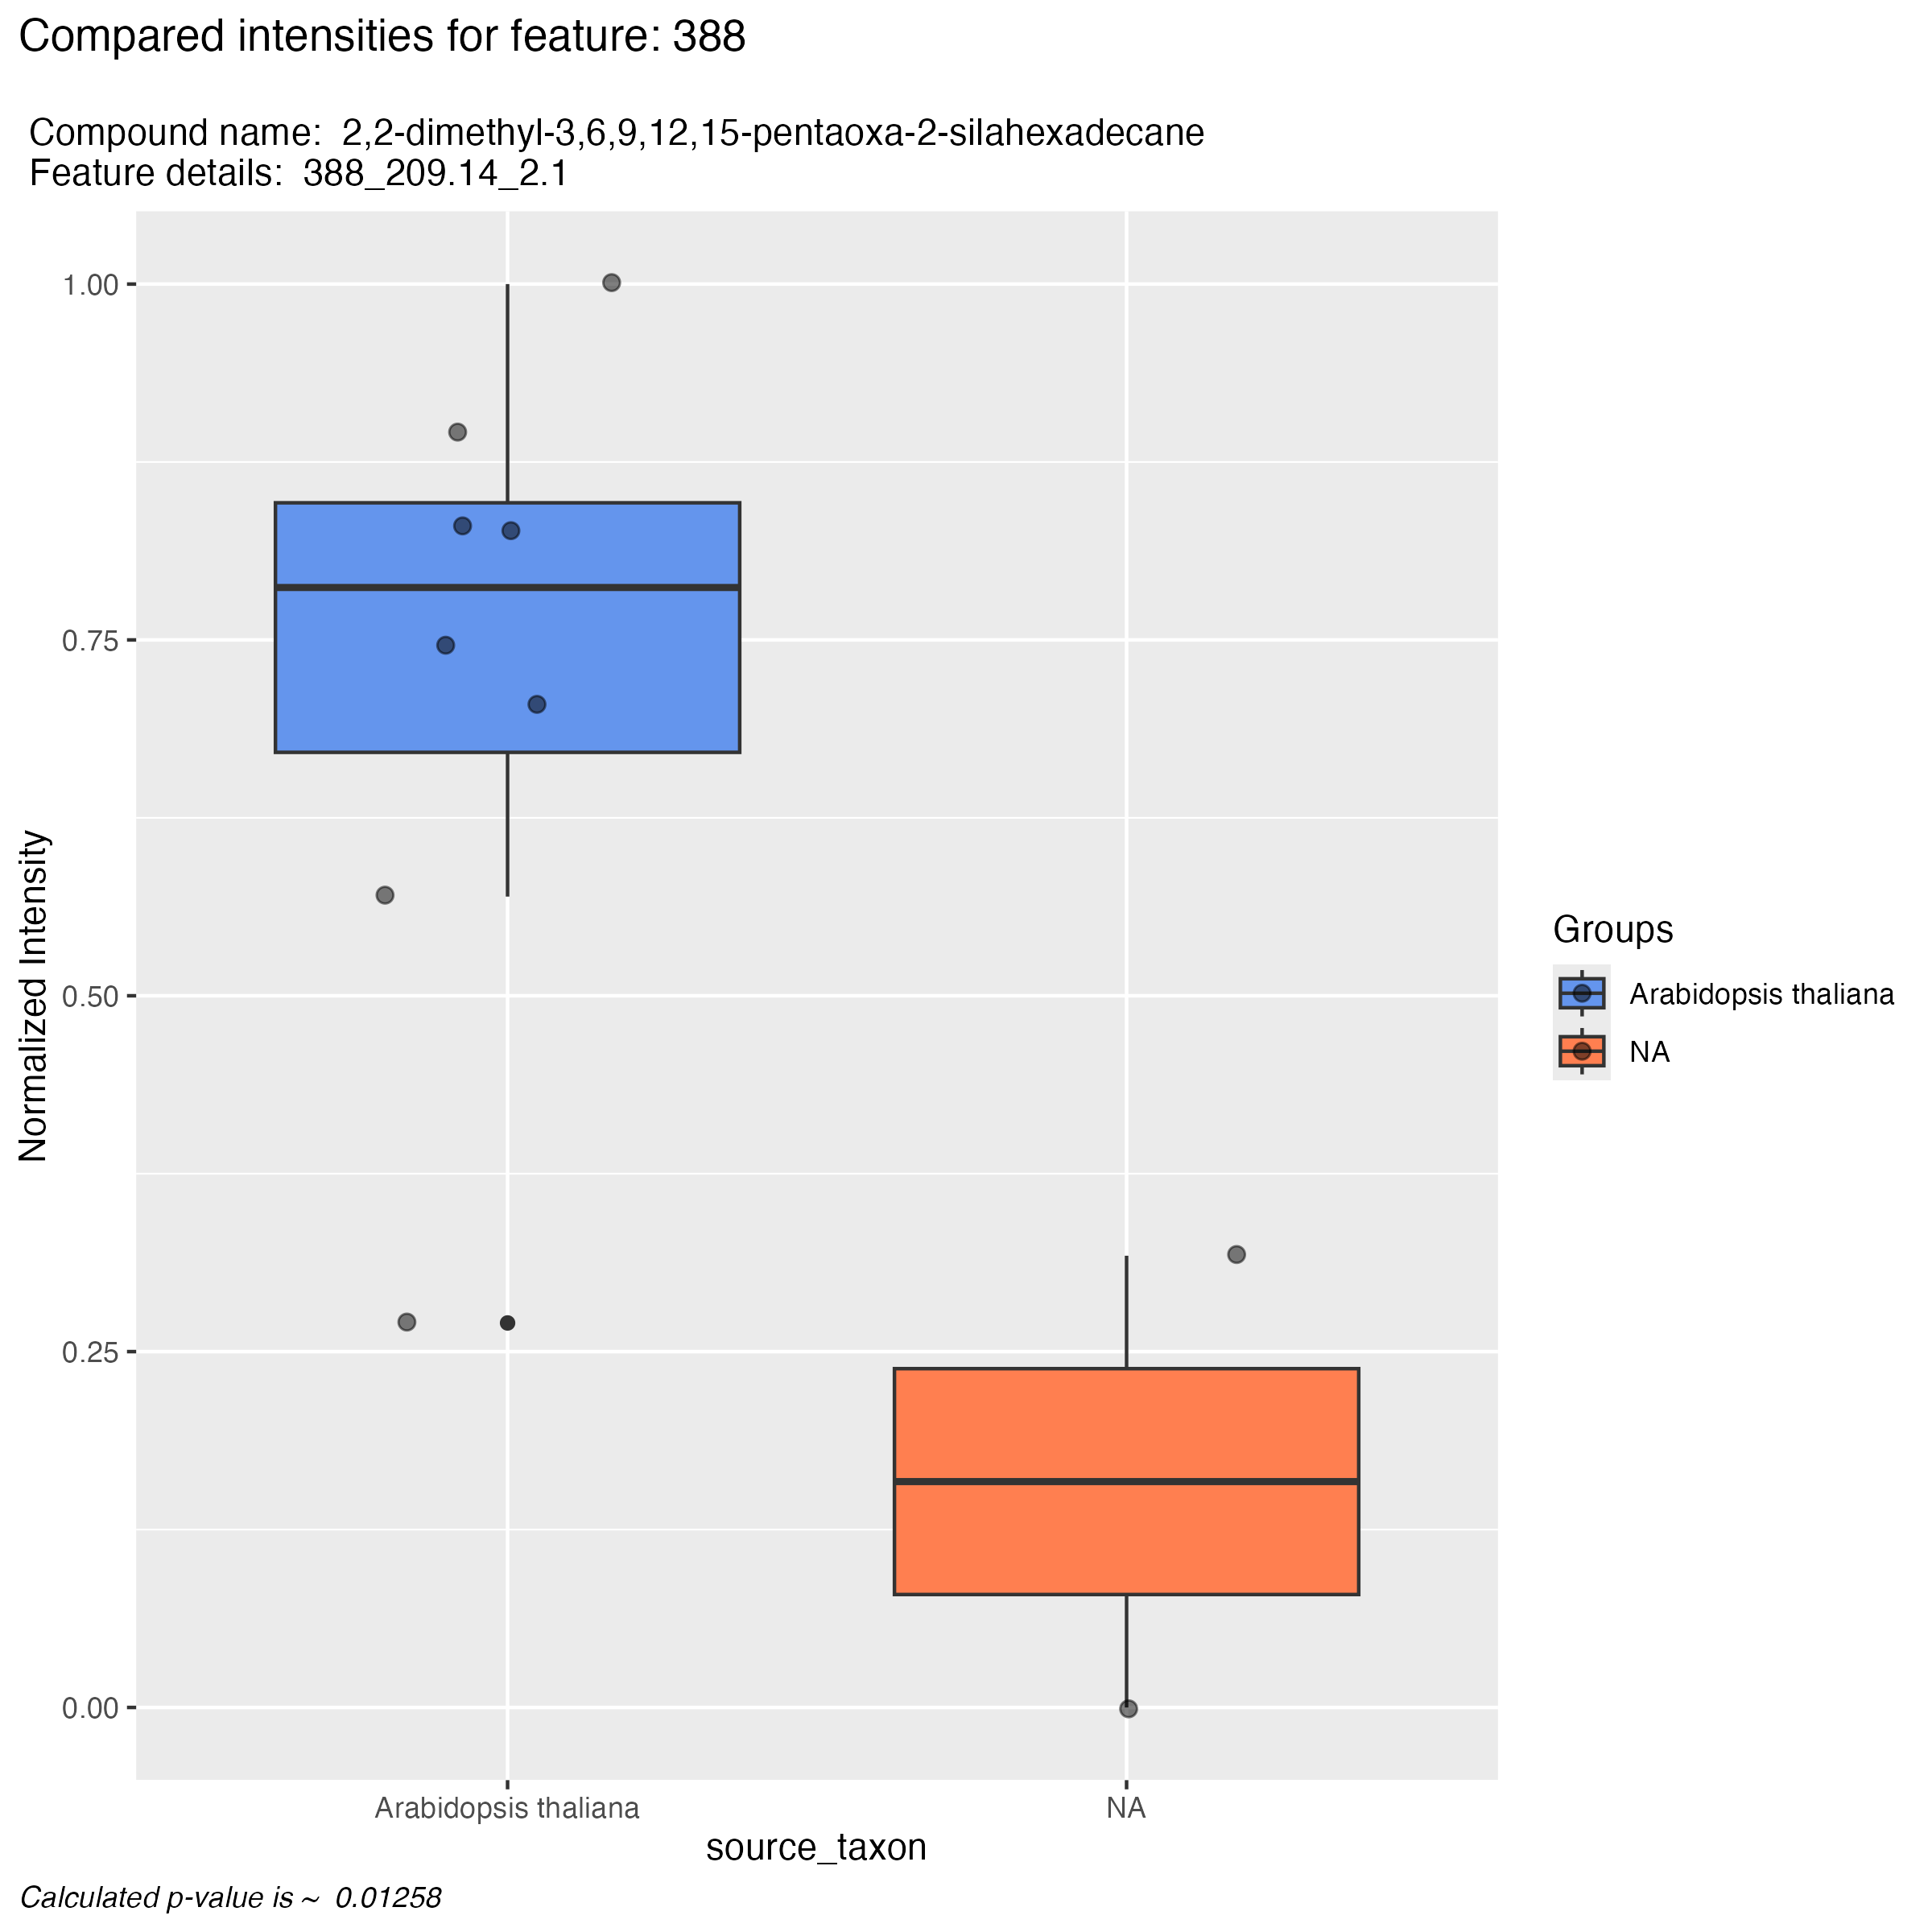 Compared intensities for feature: 388
Compound name:  2,2-dimethyl-3,6,9,12,15-pentaoxa-2-silahexadecane
Feature details:  388_209.14_2.1
Normalized Intensity
1.00
0.75
0.50
0.25
0.00
Arabidopsis thaliana
NA
source_taxon
Groups
Arabidopsis thaliana
NA
Calculated p-value is ~  0.01258